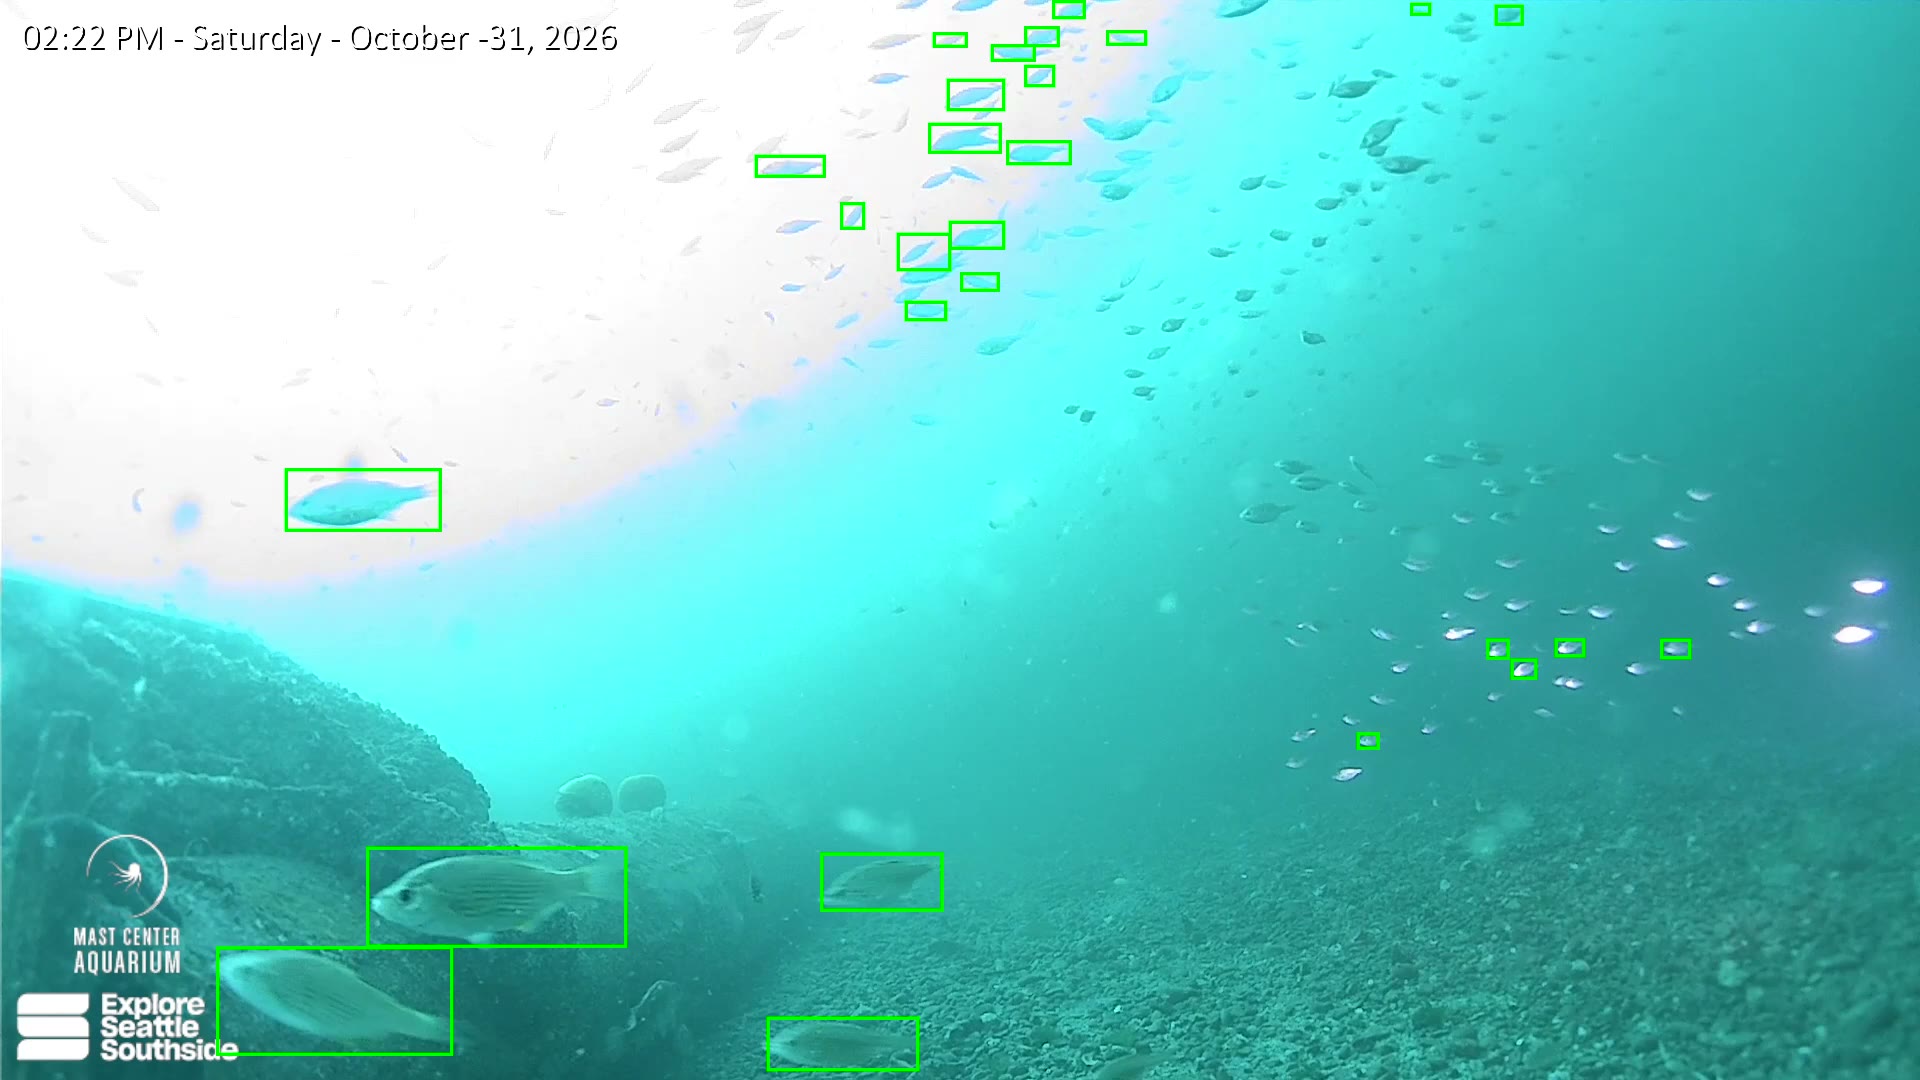 02:22 PM - Saturday - October -31, 2026
MAST CENTER
AQUARIUM
Explore
Seattle
Southside